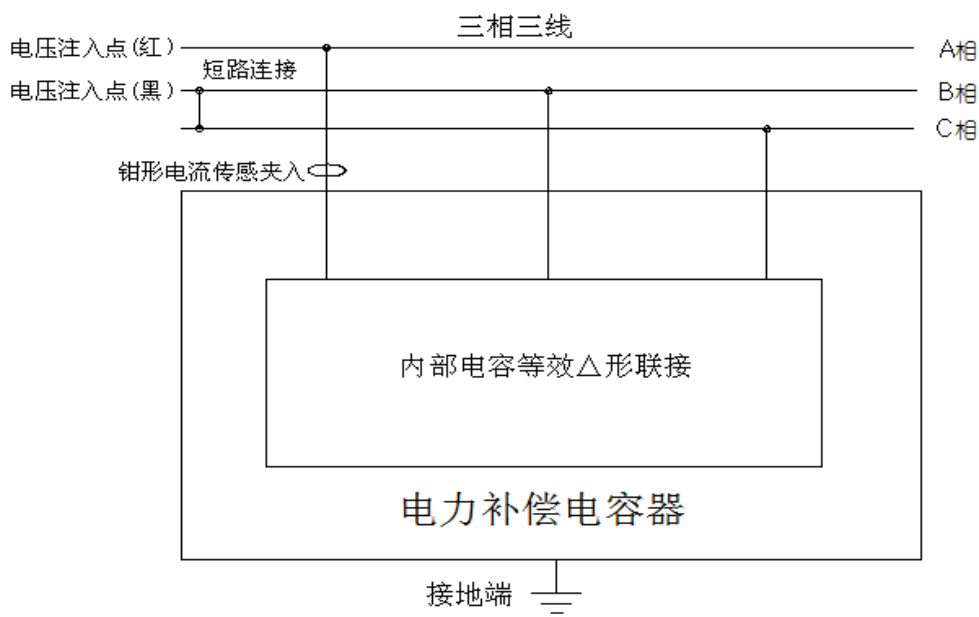 三相三线
电压注入点(红)
A相
短路连接
电压注入点(黑)
B相
C相
钳形电流传感夹入
内部电容等效△形联接
电力补偿电容器
接地端